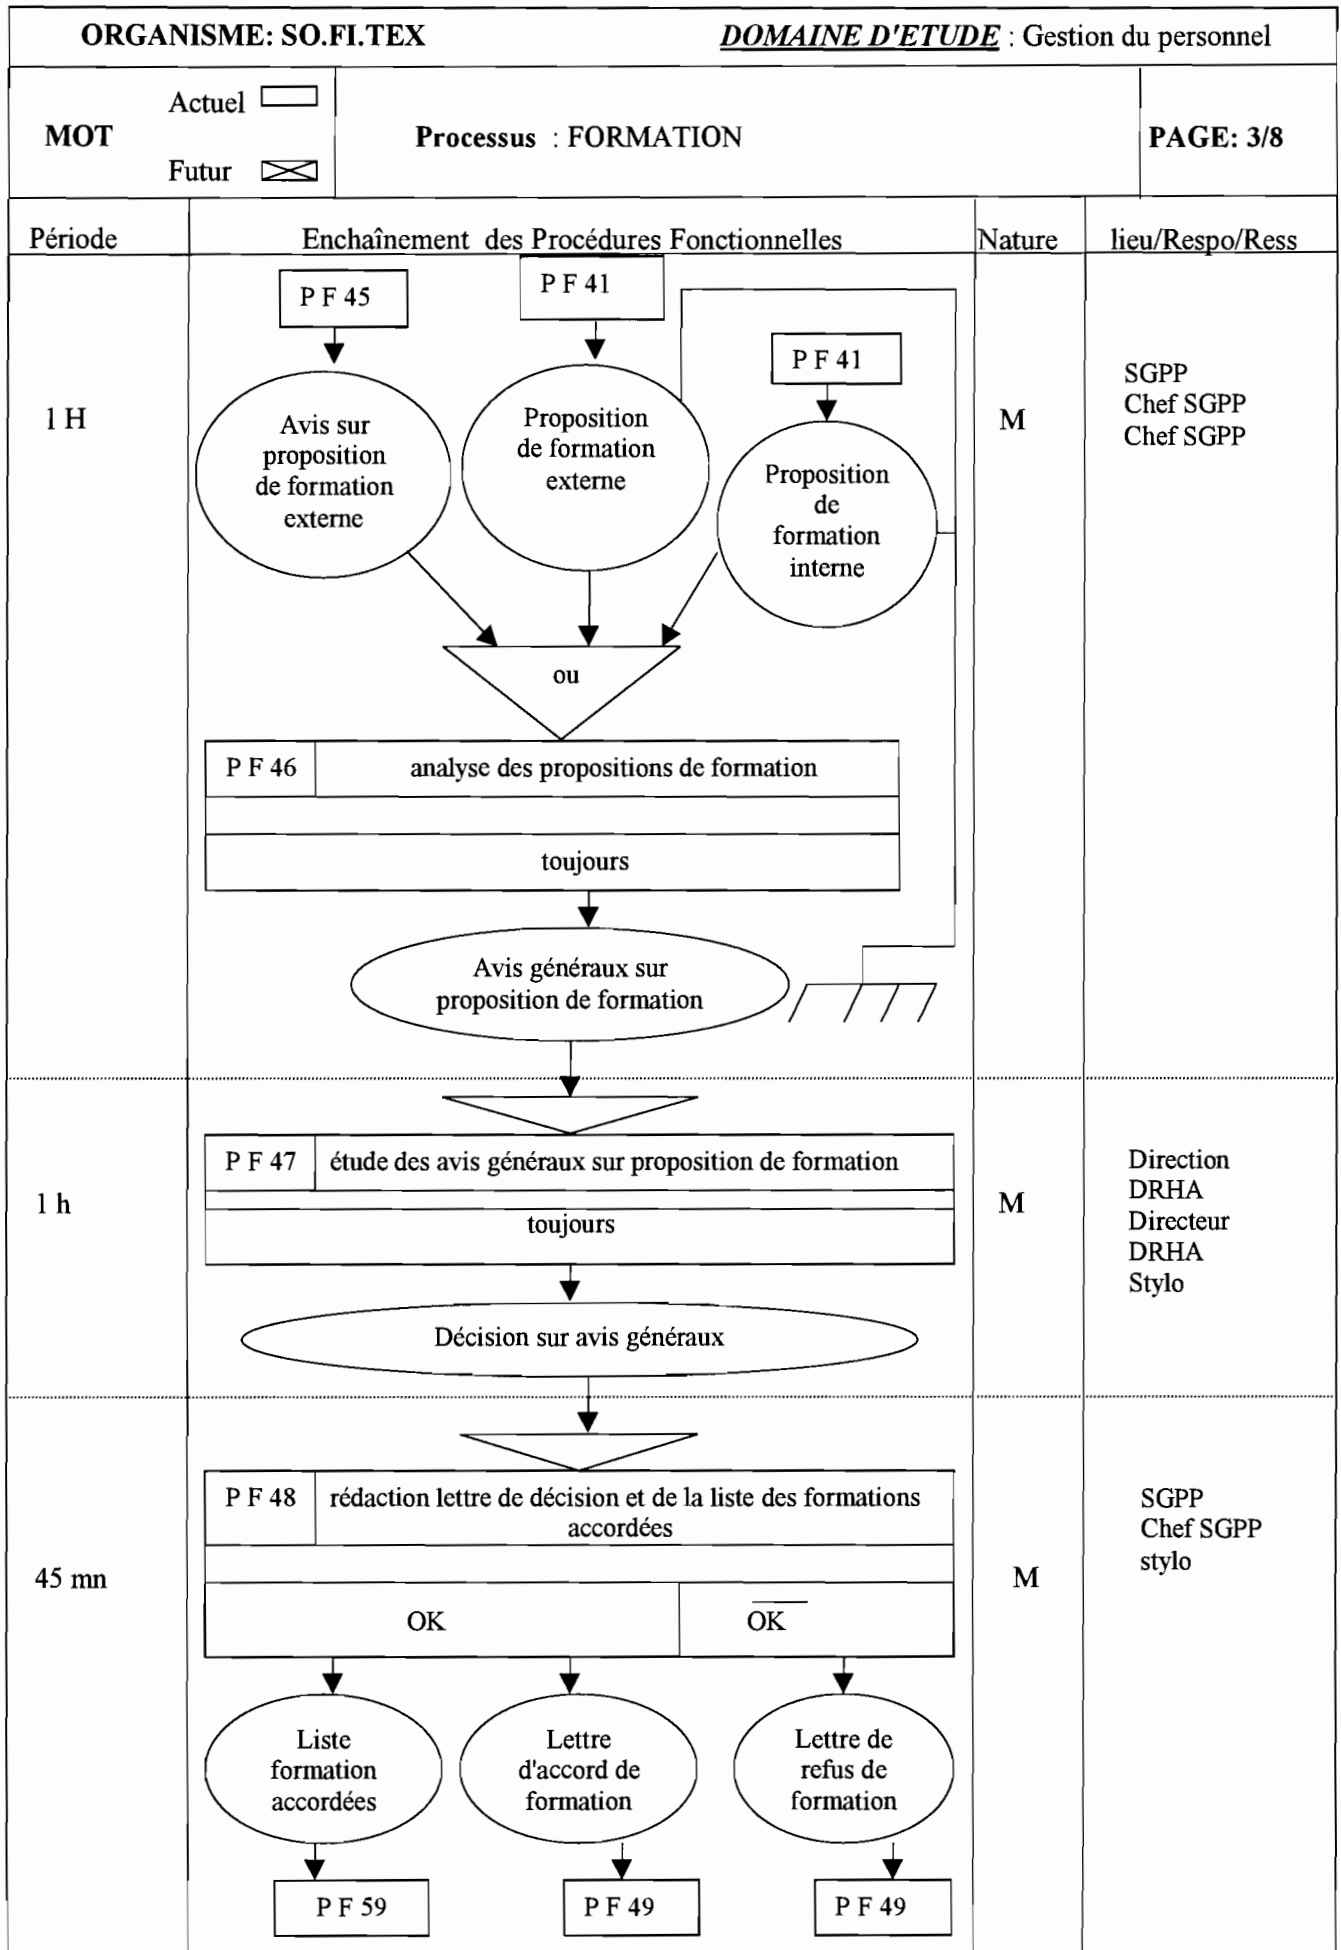 ORGANISME: SO.FI.TEX
DOMAINE D'ETUDE : Gestion du personnel
MOT
Actuel
Futur
Processus : FORMATION
PAGE: 3/8
Période
Enchaînement des Procédures Fonctionnelles
Nature
lieu/Respo/Ress
1 H
P F 45
P F 41
P F 41
Avis sur
proposition
de formation
externe
Proposition
de formation
externe
Proposition
de
formation
interne
M
SGPP
Chef SGPP
Chef SGPP
ou
P F 46
analyse des propositions de formation
toujours
Avis généraux sur
proposition de formation
1 h
P F 47
étude des avis généraux sur proposition de formation
toujours
Décision sur avis généraux
M
Direction
DRHA
Directeur
DRHA
Stylo
45 mn
P F 48
rédaction lettre de décision et de la liste des formations
accordées
OK
OK
M
SGPP
Chef SGPP
stylo
Liste
formation
accordées
Lettre
d'accord de
formation
Lettre de
refus de
formation
P F 59
P F 49
P F 49